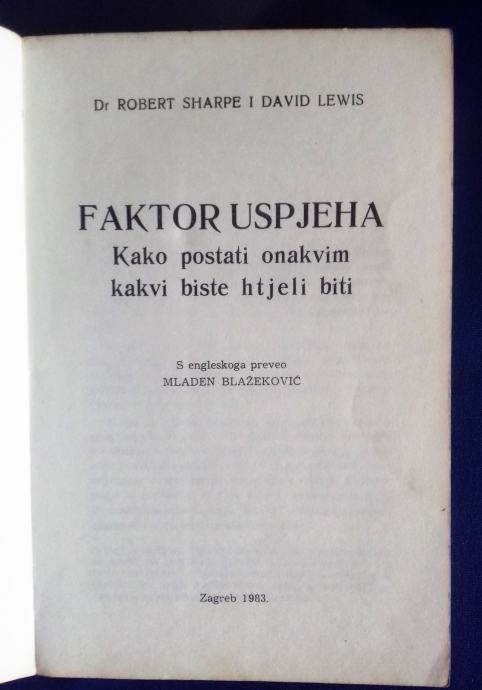 Dr ROBERT SHARPE I DAVID LEWIS
FAKTOR USPJEHA
Kako postati onakvim
kakvi biste htjeli biti
S engleskoga preveo
MLADEN BLAŽEKOVIĆ
Zagreb 1983.